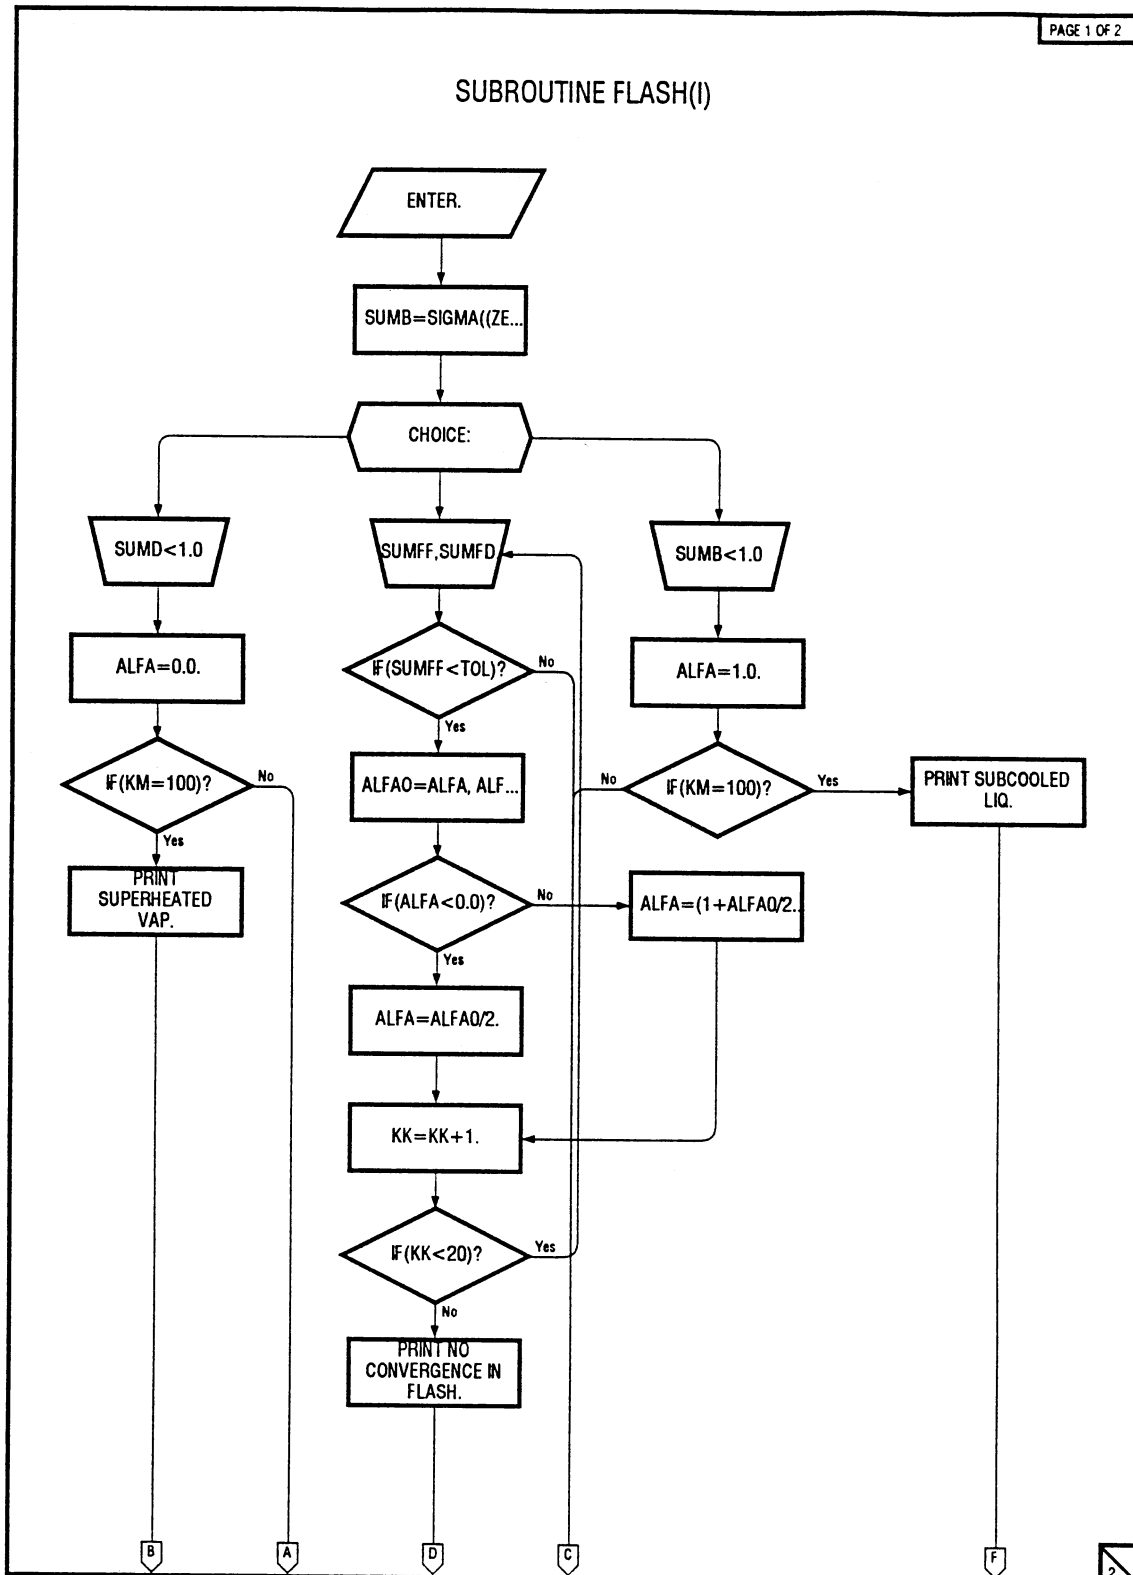 PAGE 1 OF 2
SUBROUTINE FLASH(I)
ENTER.
SUMB=SIGMA((ZE...
CHOICE:
SUMD<1.0
SUMFF,SUMFD
SUMB<1.0
ALFA=0.0.
IF(SUMFF<TOL)?
No
ALFA=1.0.
Yes
IF(KM=100)?
No
ALFAO=ALFA, ALF...
No
IF(KM=100)?
Yes
PRINT SUBCOOLED
LIQ.
Yes
PRINT
SUPERHEATED
VAP.
IF(ALFA<0.0)?
No
ALFA=(1+ALFAO/2..
Yes
ALFA=ALFAO/2.
KK=KK+1.
IF(KK<20)?
Yes
No
PRINT NO
CONVERGENCE IN
FLASH.
B
A
D
C
F
2